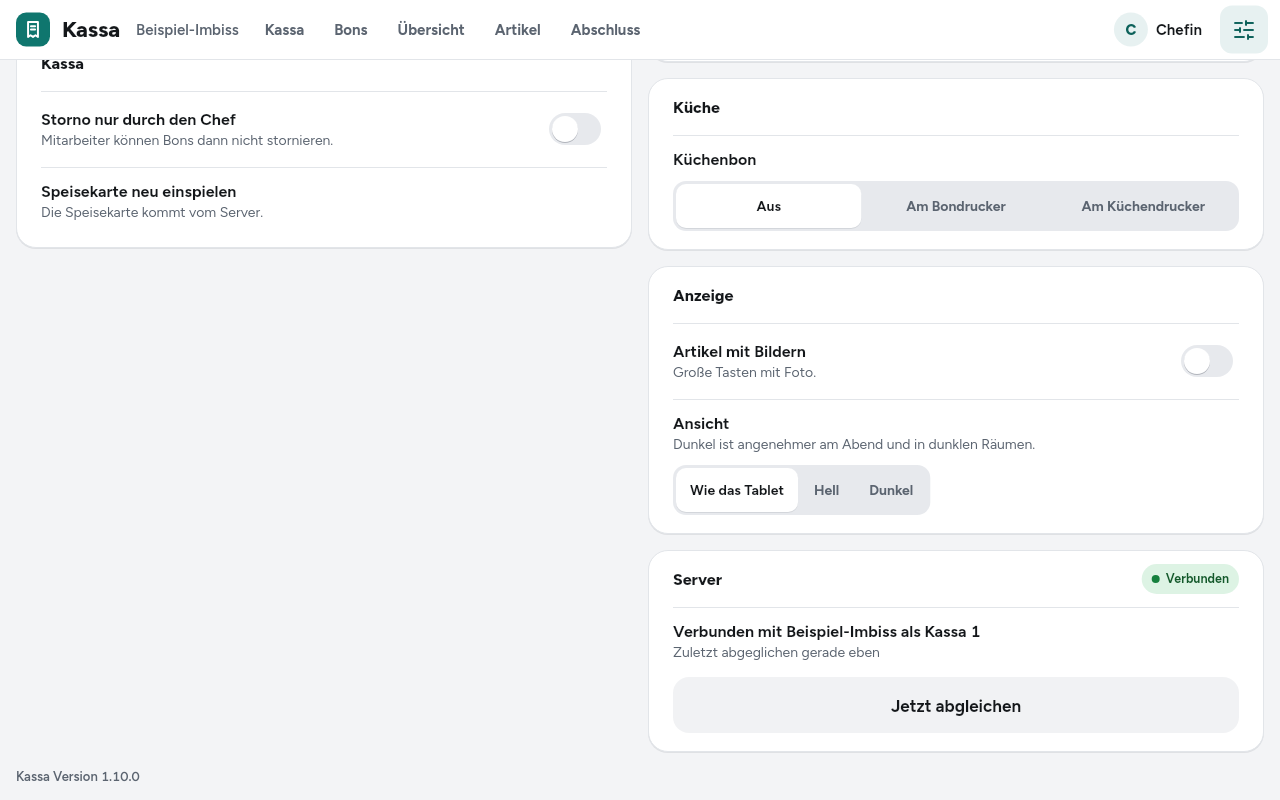 Kassa
Beispiel-Imbiss
Kassa
Bons
Übersicht
Artikel
Abschluss
C
Chefin
Kassa
Storno nur durch den Chef
Mitarbeiter können Bons dann nicht stornieren.
Speisekarte neu einspielen
Die Speisekarte kommt vom Server.
Küche
Küchenbon
Aus
Am Bondrucker
Am Küchendrucker
Anzeige
Artikel mit Bildern
Große Tasten mit Foto.
Ansicht
Dunkel ist angenehmer am Abend und in dunklen Räumen.
Wie das Tablet
Hell
Dunkel
Server
Verbunden
Verbunden mit Beispiel-Imbiss als Kassa 1
Zuletzt abgeglichen gerade eben
Jetzt abgleichen
Kassa Version 1.10.0